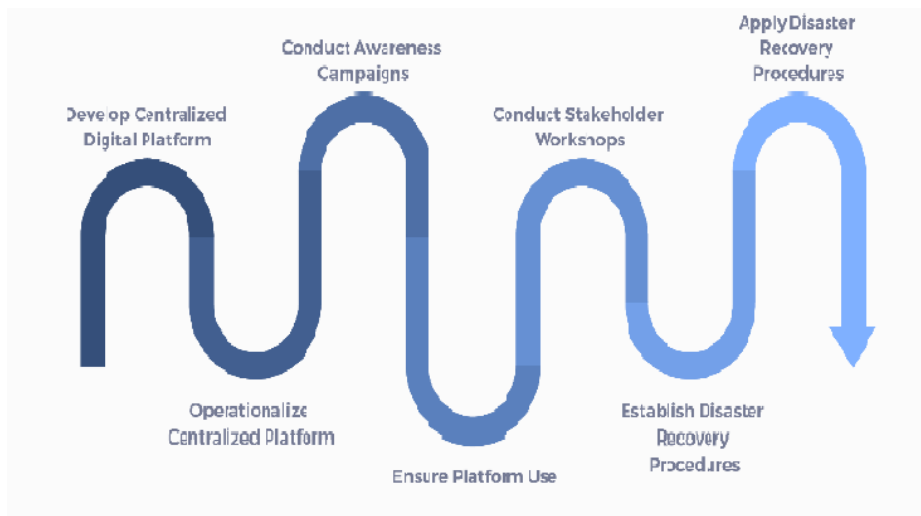 Develop Centralized
Digital Platform
Operationalize
Centralized Platform
Conduct Awareness
Campaigns
Ensure Platform Use
Conduct Stakeholder
Workshops
Establish Disaster
Recovery
Procedures
Apply Disaster
Recovery
Procedures